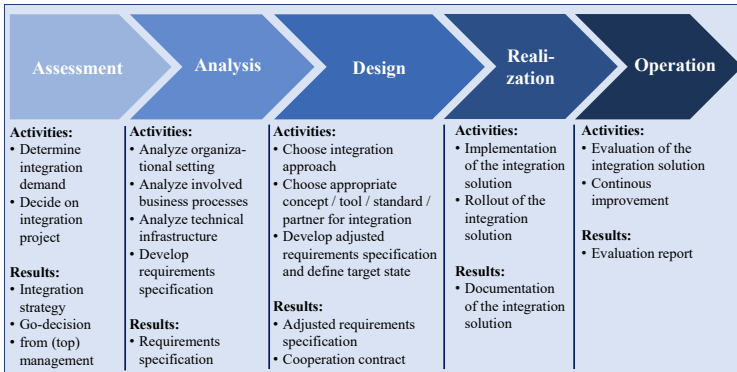 Assessment
Analysis
Design
Reali-
zation
Operation
Activities:
• Determine
integration
demand
• Decide on
integration
project
Results:
• Integration
strategy
• Go-decision
• from (top)
management
Activities:
• Analyze organiza-
tional setting
• Analyze involved
business processes
• Analyze technical
infrastructure
• Develop
requirements
specification
Results:
• Requirements
specification
Activities:
• Choose integration
approach
• Choose appropriate
concept / tool / standard /
partner for integration
• Develop adjusted
requirements specification
and define target state
Results:
• Adjusted requirements
specification
• Cooperation contract
Activities:
• Implementation
of the integration
solution
• Rollout of the
integration
solution
Results:
• Documentation
of the integration
solution
Activities:
• Evaluation of the
integration solution
• Continous
improvement
Results:
• Evaluation report